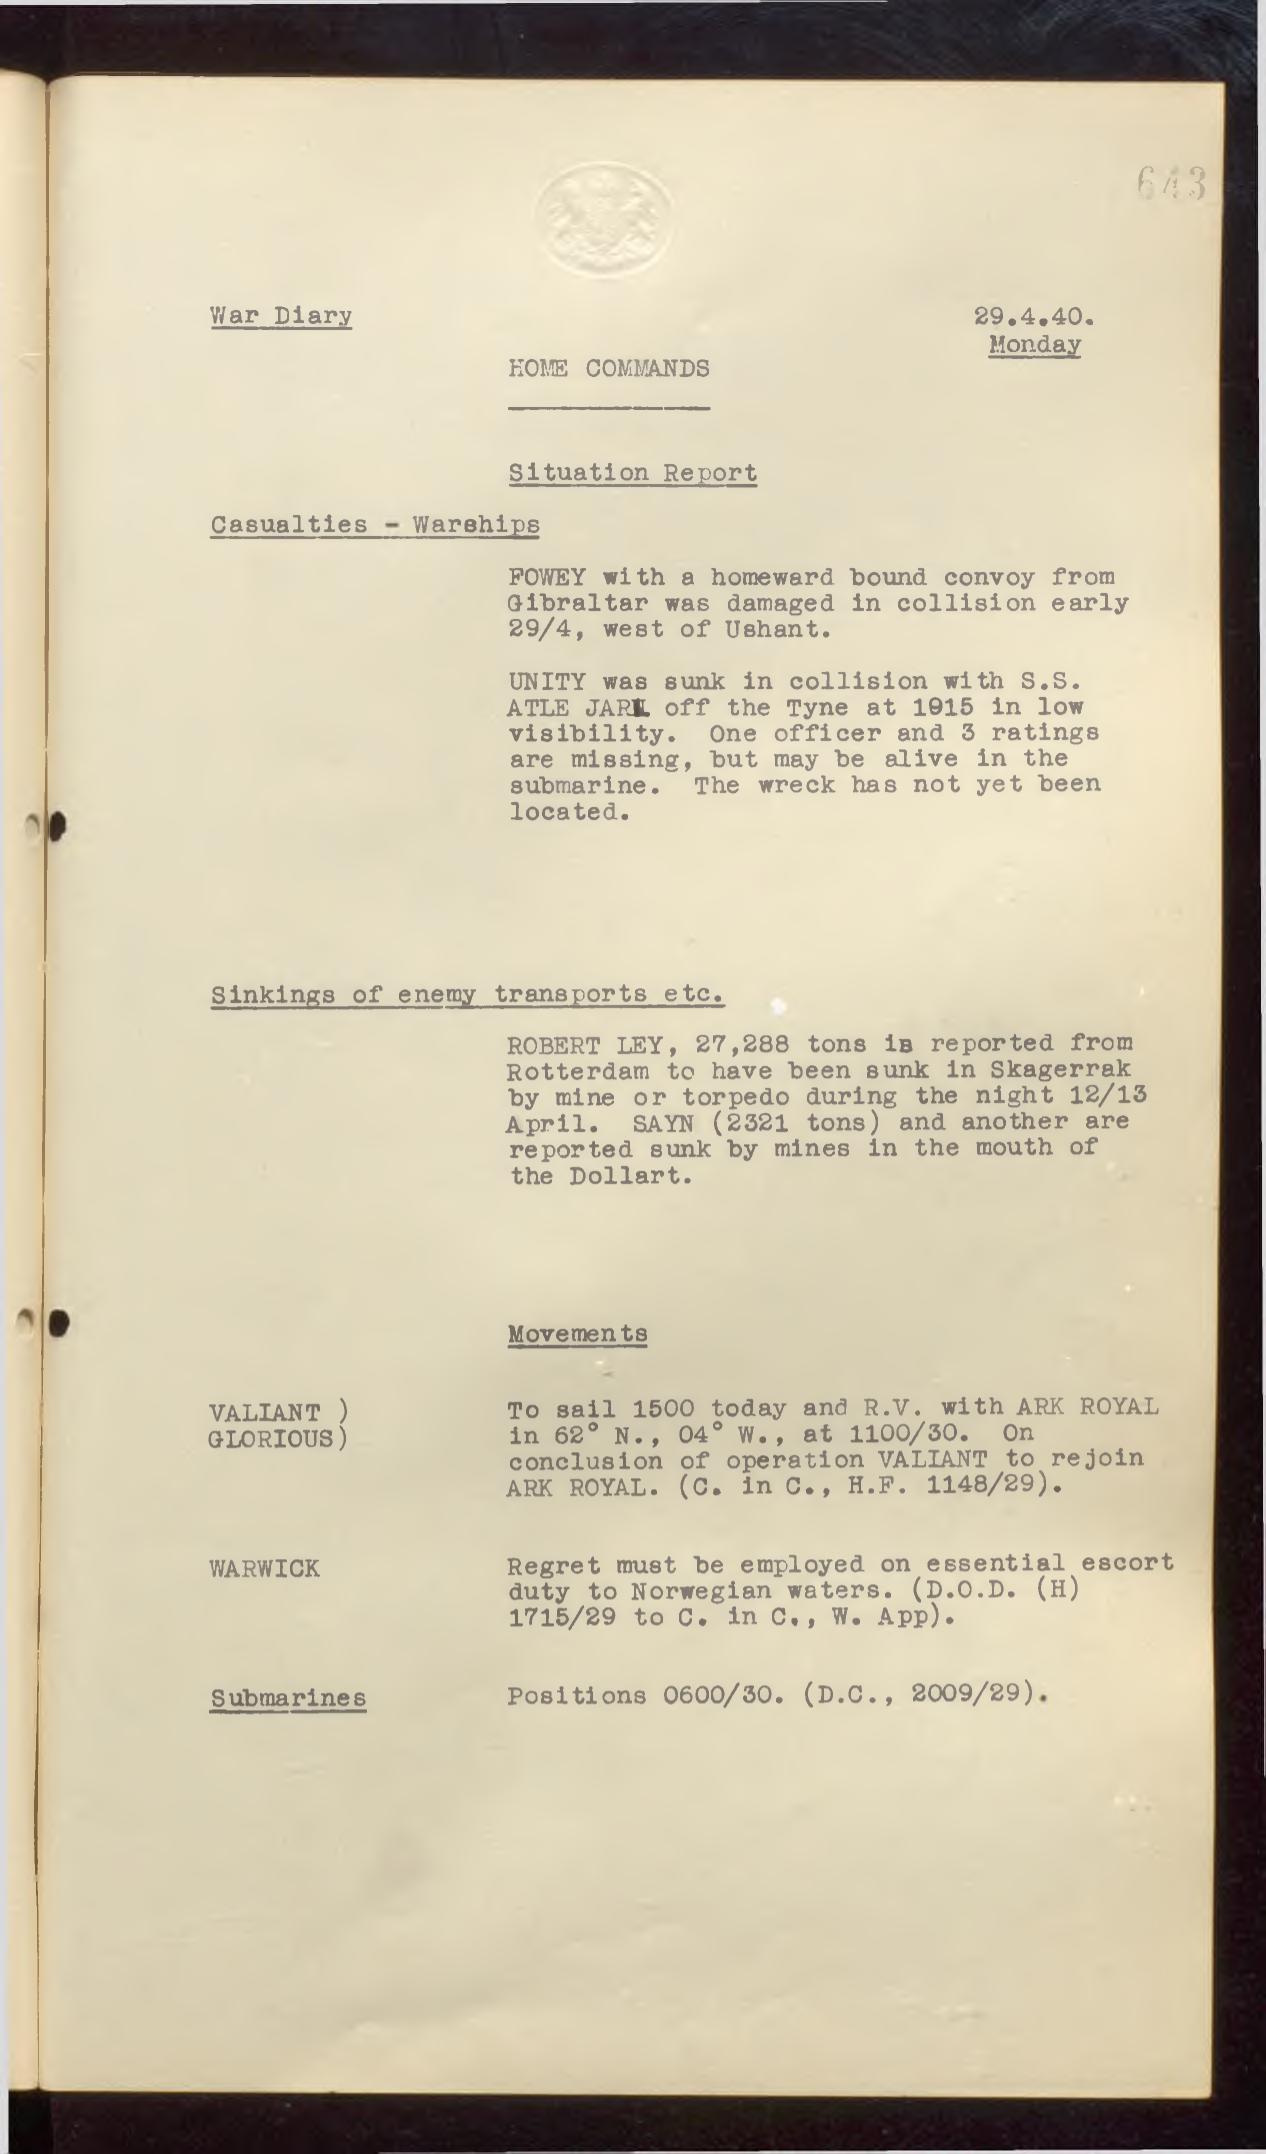 643
War Diary
29.4.40.
Monday
HOME COMMANDS
Situation Report
Casualties - Warships
FOWEY with a homeward bound convoy from
Gibraltar was damaged in collision early
29/4, west of Ushant.
UNITY was sunk in collision with S.S.
ATLE JARL off the Tyne at 1915 in low
visibility. One officer and 3 ratings
are missing, but may be alive in the
submarine. The wreck has not yet been
located.
Sinkings of enemy transports etc.
ROBERT LEY, 27,288 tons is reported from
Rotterdam to have been sunk in Skagerrak
by mine or torpedo during the night 12/13
April. SAYN (2321 tons) and another are
reported sunk by mines in the mouth of
the Dollart.
Movements
VALIANT )
GLORIOUS)
To sail 1500 today and R.V. with ARK ROYAL
in 62° N., 04° W., at 1100/30. On
conclusion of operation VALIANT to rejoin
ARK ROYAL. (C. in C., H.F. 1148/29).
WARWICK
Regret must be employed on essential escort
duty to Norwegian waters. (D.O.D. (H)
1715/29 to C. in C., W. App).
Submarines
Positions 0600/30. (D.C., 2009/29).